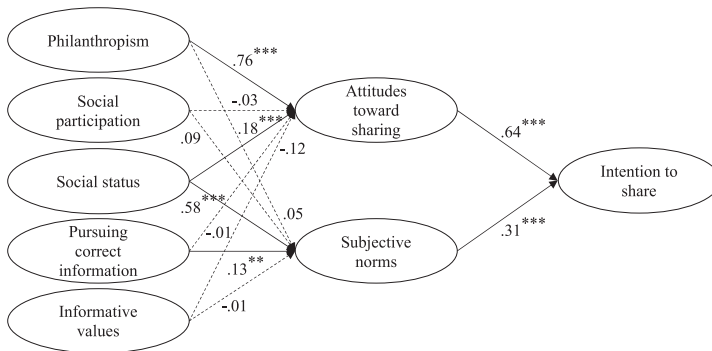 Philanthropism
.76***
Social
participation
-.03
Attitudes
toward
sharing
.18***
.09
-.12
.64***
Social status
Intention to
share
.58***
.05
Pursuing
correct
information
-.01
Subjective
norms
.31***
.13**
-.01
Informative
values